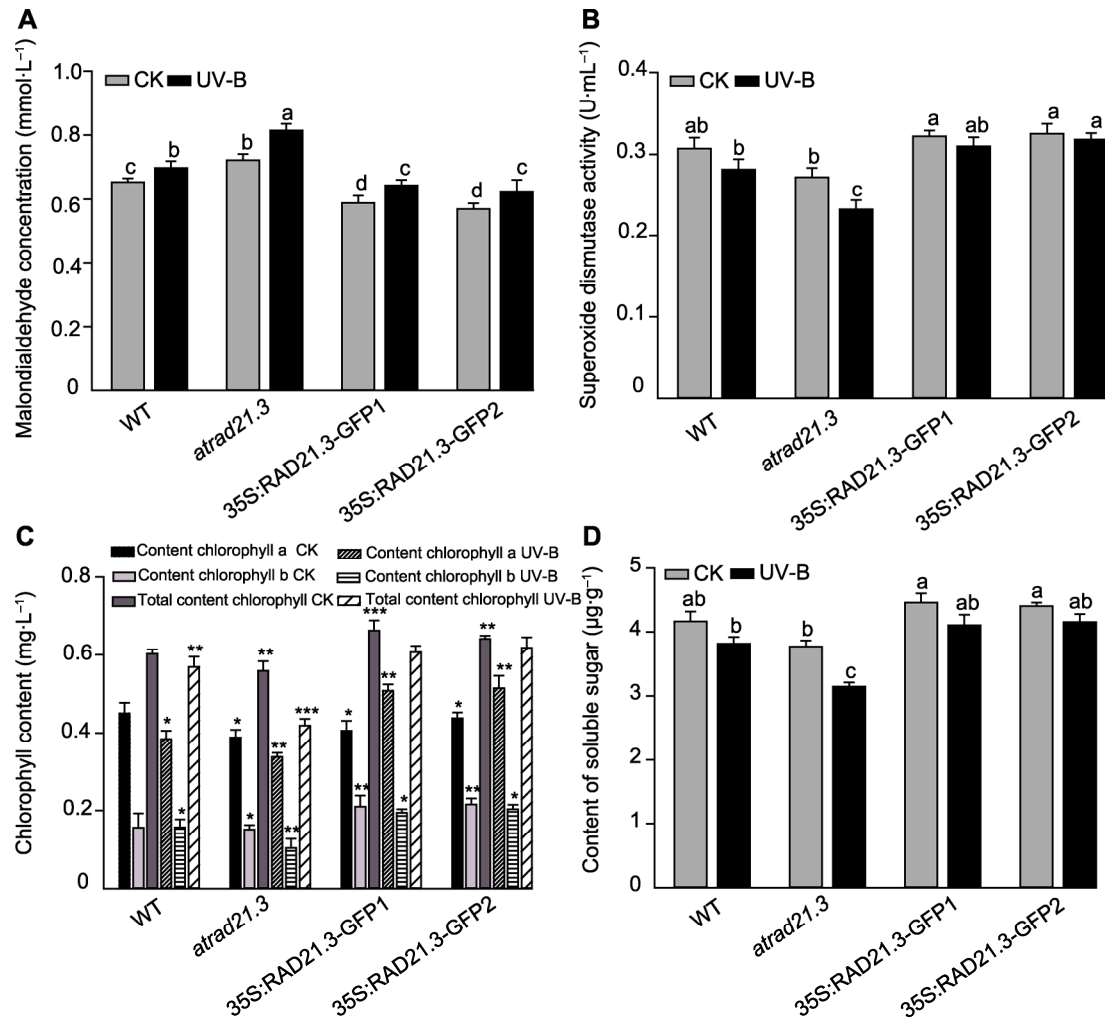 A
Malondialdehyde concentration (mmol·L⁻¹)
CK UV-B
1.0
0.8
0.6
0.4
0.2
0
c b b a d c d c
WT
atrad21.3
35S:RAD21.3-GFP1
35S:RAD21.3-GFP2
B
Superoxide dismutase activity (U·mL⁻¹)
CK UV-B
0.4
0.3
0.2
0.1
0
ab b b c a ab a a
WT
atrad21.3
35S:RAD21.3-GFP1
35S:RAD21.3-GFP2
C
Chlorophyll content (mg·L⁻¹)
Content chlorophyll a CK Content chlorophyll a UV-B
Content chlorophyll b CK Content chlorophyll b UV-B
Total content chlorophyll CK Total content chlorophyll UV-B
0.8
0.6
0.4
0.2
0
* * **
* * ** ** ** ***
* ** *** ** *
* ** ** ** *
WT
atrad21.3
35S:RAD21.3-GFP1
35S:RAD21.3-GFP2
D
Content of soluble sugar (μg·g⁻¹)
CK UV-B
5
4
3
2
1
0
ab b b c a ab a ab
WT
atrad21.3
35S:RAD21.3-GFP1
35S:RAD21.3-GFP2